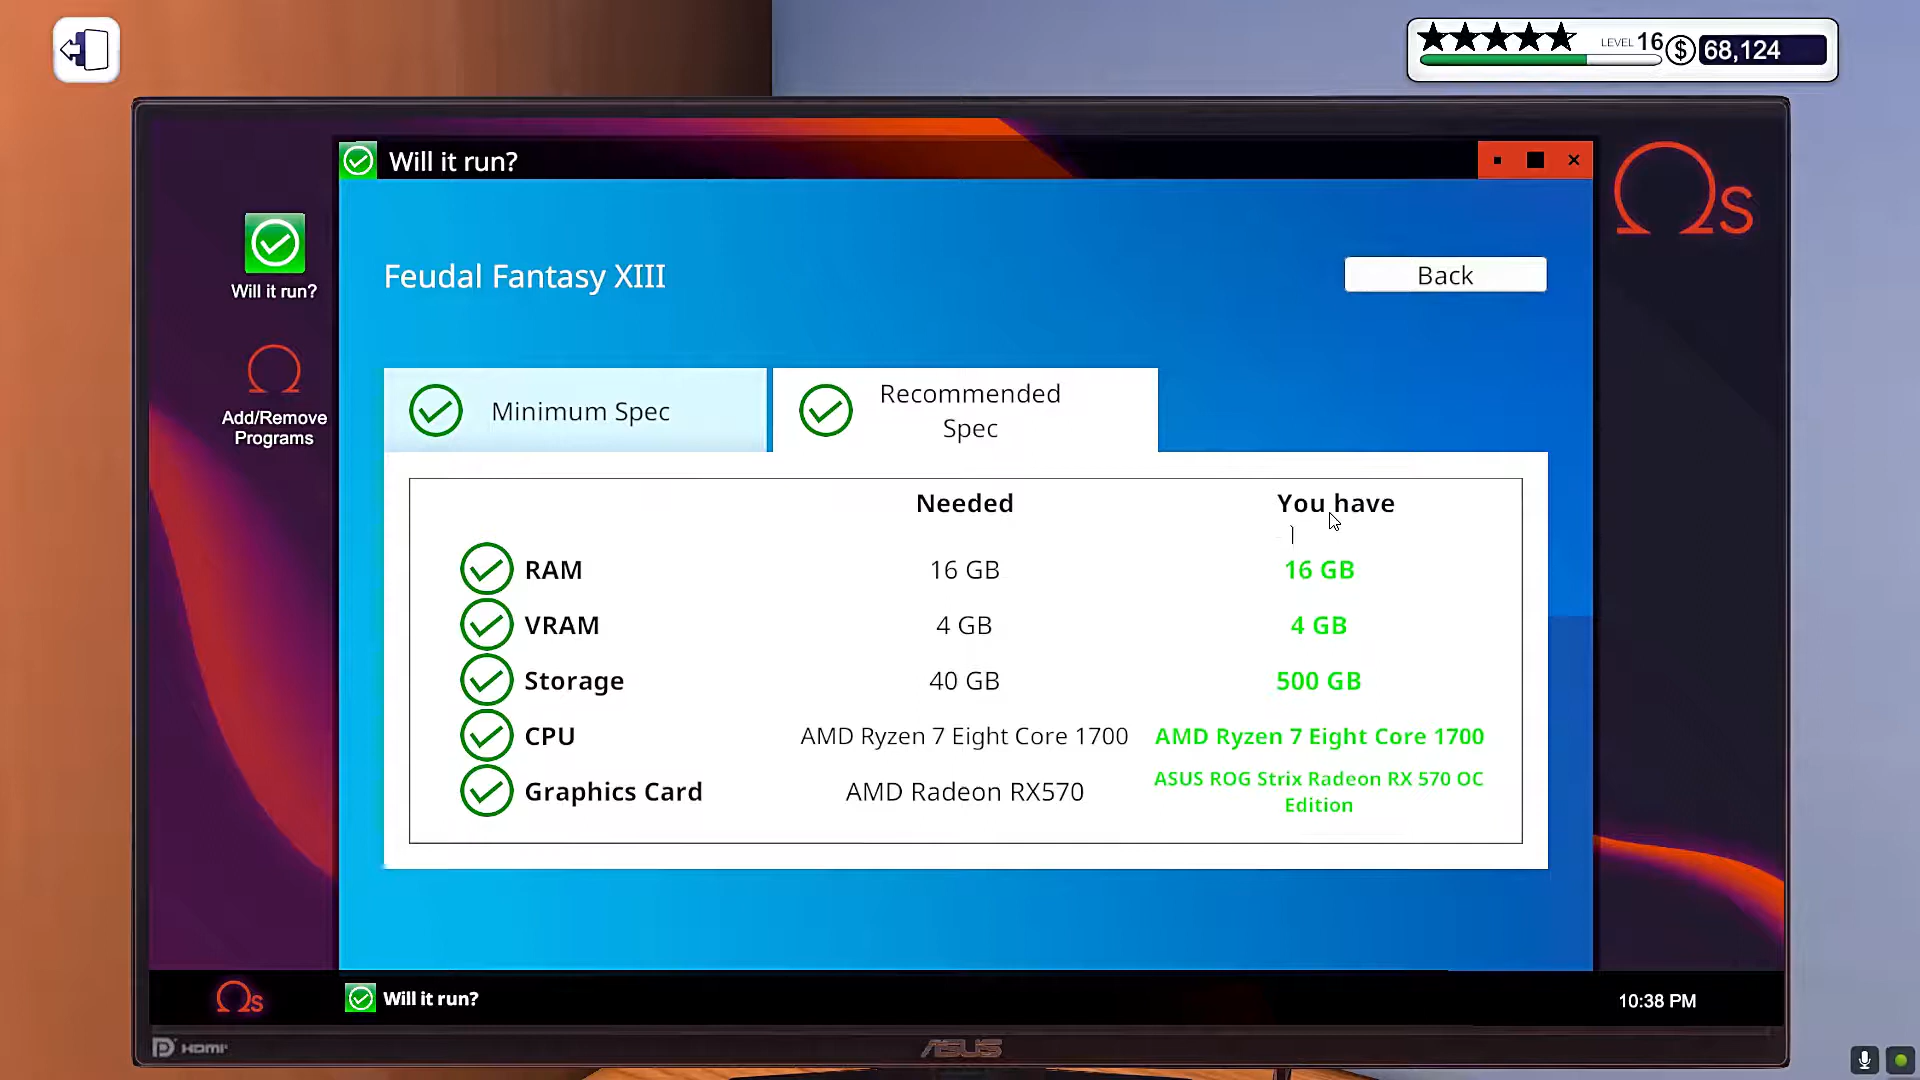 LEVEL 16
$ 68,124
Will it run?
Ωs
Will it run?
Feudal Fantasy XIII
Back
Add/Remove
Programs
Minimum Spec
Recommended
Spec
Needed
You have
RAM
16 GB
16 GB
VRAM
4 GB
4 GB
Storage
40 GB
500 GB
CPU
AMD Ryzen 7 Eight Core 1700
AMD Ryzen 7 Eight Core 1700
Graphics Card
AMD Radeon RX570
ASUS ROG Strix Radeon RX 570 OC
Edition
Ωs
Will it run?
10:38 PM
HDMI
ASUS